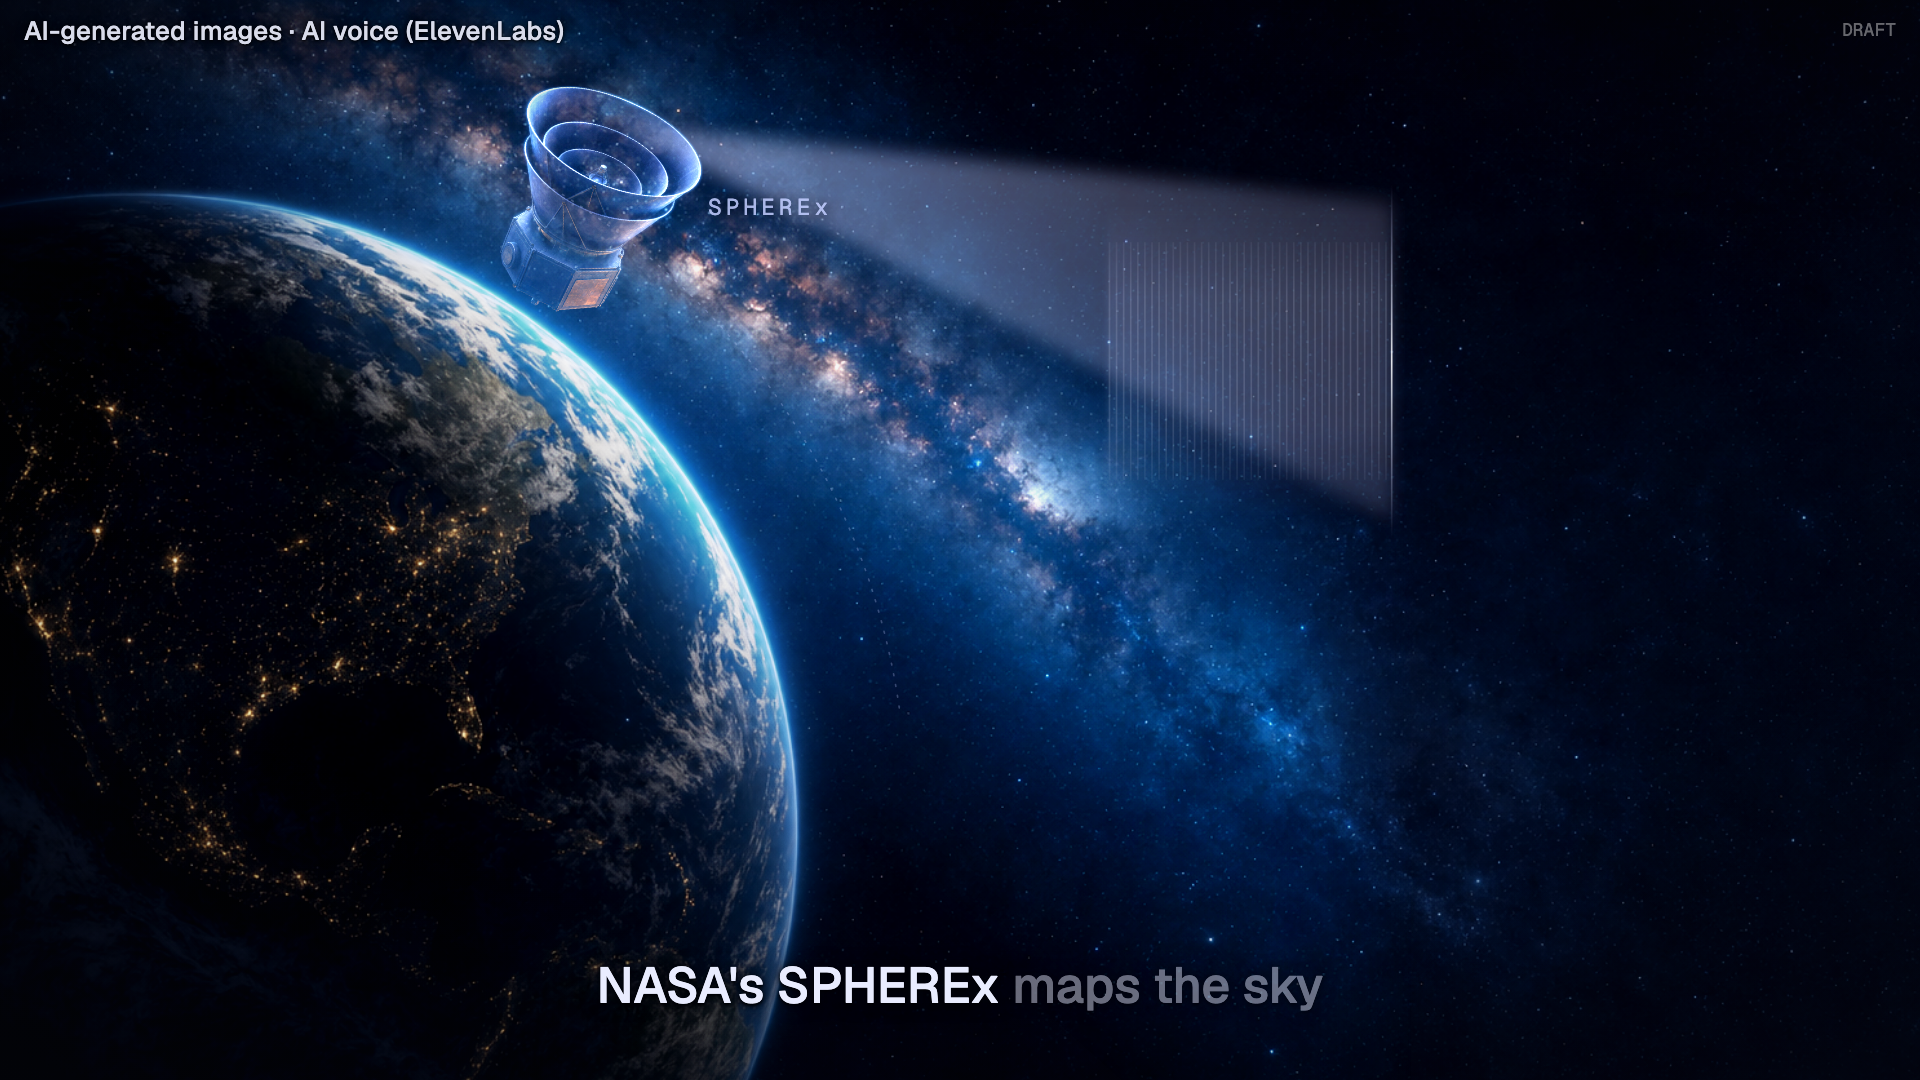 AI-generated images · AI voice (ElevenLabs)
DRAFT
SPHEREx
NASA's SPHEREx maps the sky